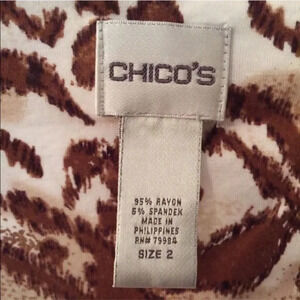 CHICO'S
95% RAYON
5% SPANDEX
MADE IN
PHILIPPINES
RN# 79984
SIZE 2